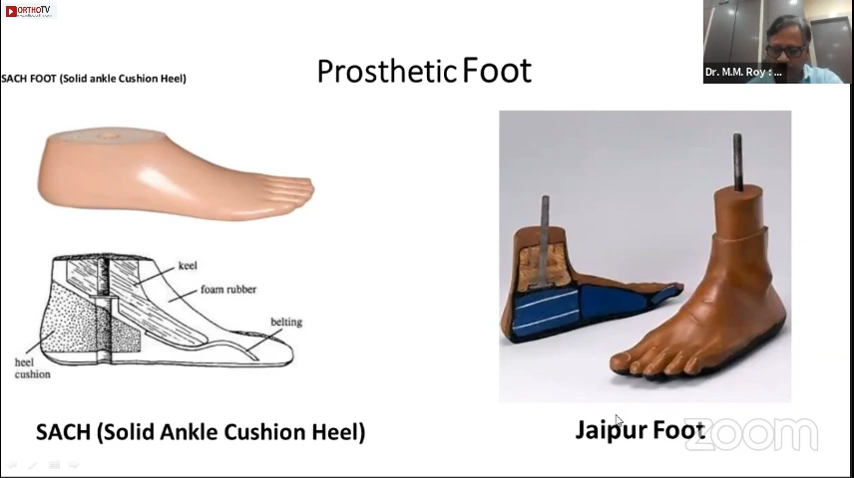 ORTHOTV
Dr. M.M. Roy : ...
Prosthetic Foot
SACH FOOT (Solid ankle Cushion Heel)
keel
foam rubber
belting
heel
cushion
SACH (Solid Ankle Cushion Heel)
Jaipur Foot
zoom